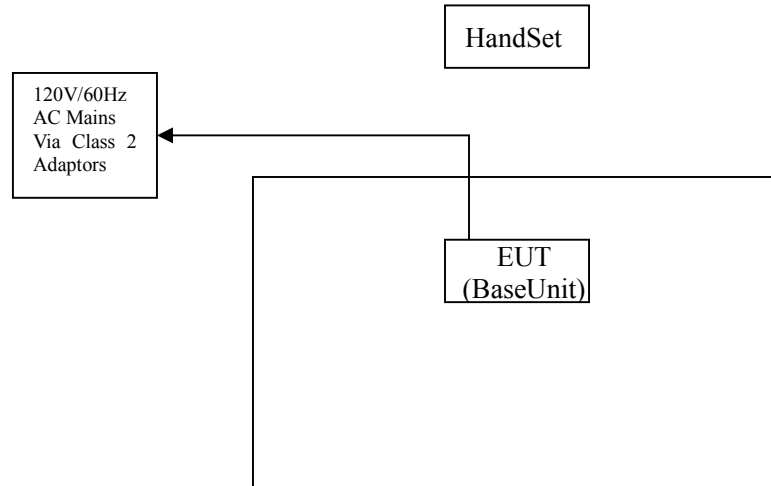 HandSet
120V/60Hz
AC Mains
Via Class 2
Adaptors
EUT
(BaseUnit)